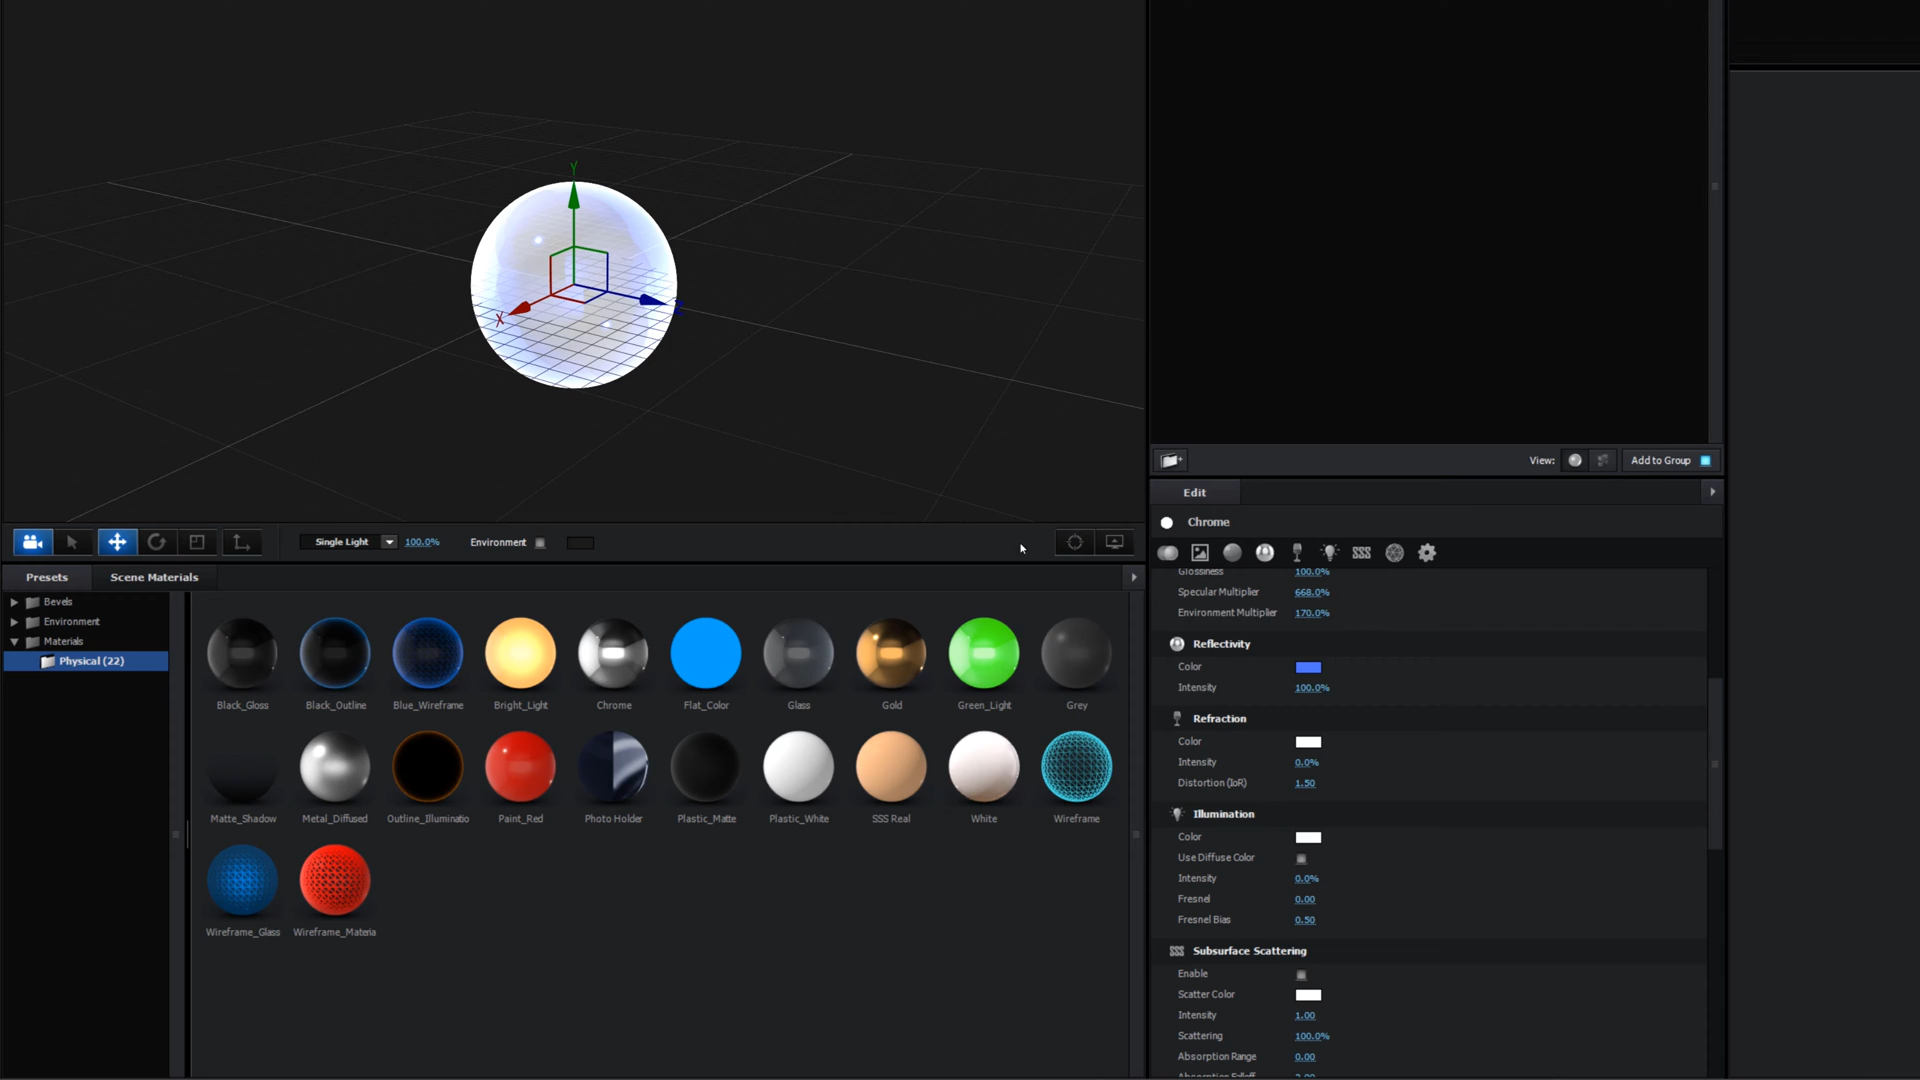 Y
X
Z
Single Light
100.0%
Environment
Presets
Scene Materials
Bevels
Environment
Materials
Physical (22)
Black_Gloss
Black_Outline
Blue_Wireframe
Bright_Light
Chrome
Flat_Color
Glass
Gold
Green_Light
Grey
Matte_Shadow
Metal_Diffused
Outline_Illuminatio
Paint_Red
Photo Holder
Plastic_Matte
Plastic_White
SSS Real
White
Wireframe
Wireframe_Glass
Wireframe_Materia
View:
Add to Group
Edit
Chrome
Glossiness
100.0%
Specular Multiplier
668.0%
Environment Multiplier
170.0%
Reflectivity
Color
Intensity
100.0%
Refraction
Color
Intensity
0.0%
Distortion (IoR)
1.50
Illumination
Color
Use Diffuse Color
Intensity
0.0%
Fresnel
0.00
Fresnel Bias
0.50
Subsurface Scattering
Enable
Scatter Color
Intensity
1.00
Scattering
100.0%
Absorption Range
0.00
Absorption Falloff